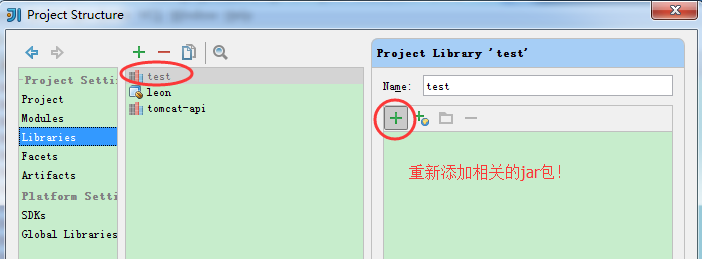 Project Structure
Project Setti
Project
Modules
Libraries
Facets
Artifacts
Platform Setti
SDKs
Global Libraries
test
leon
tomcat-api
Project Library 'test'
Name: test
重新添加相关的jar包!